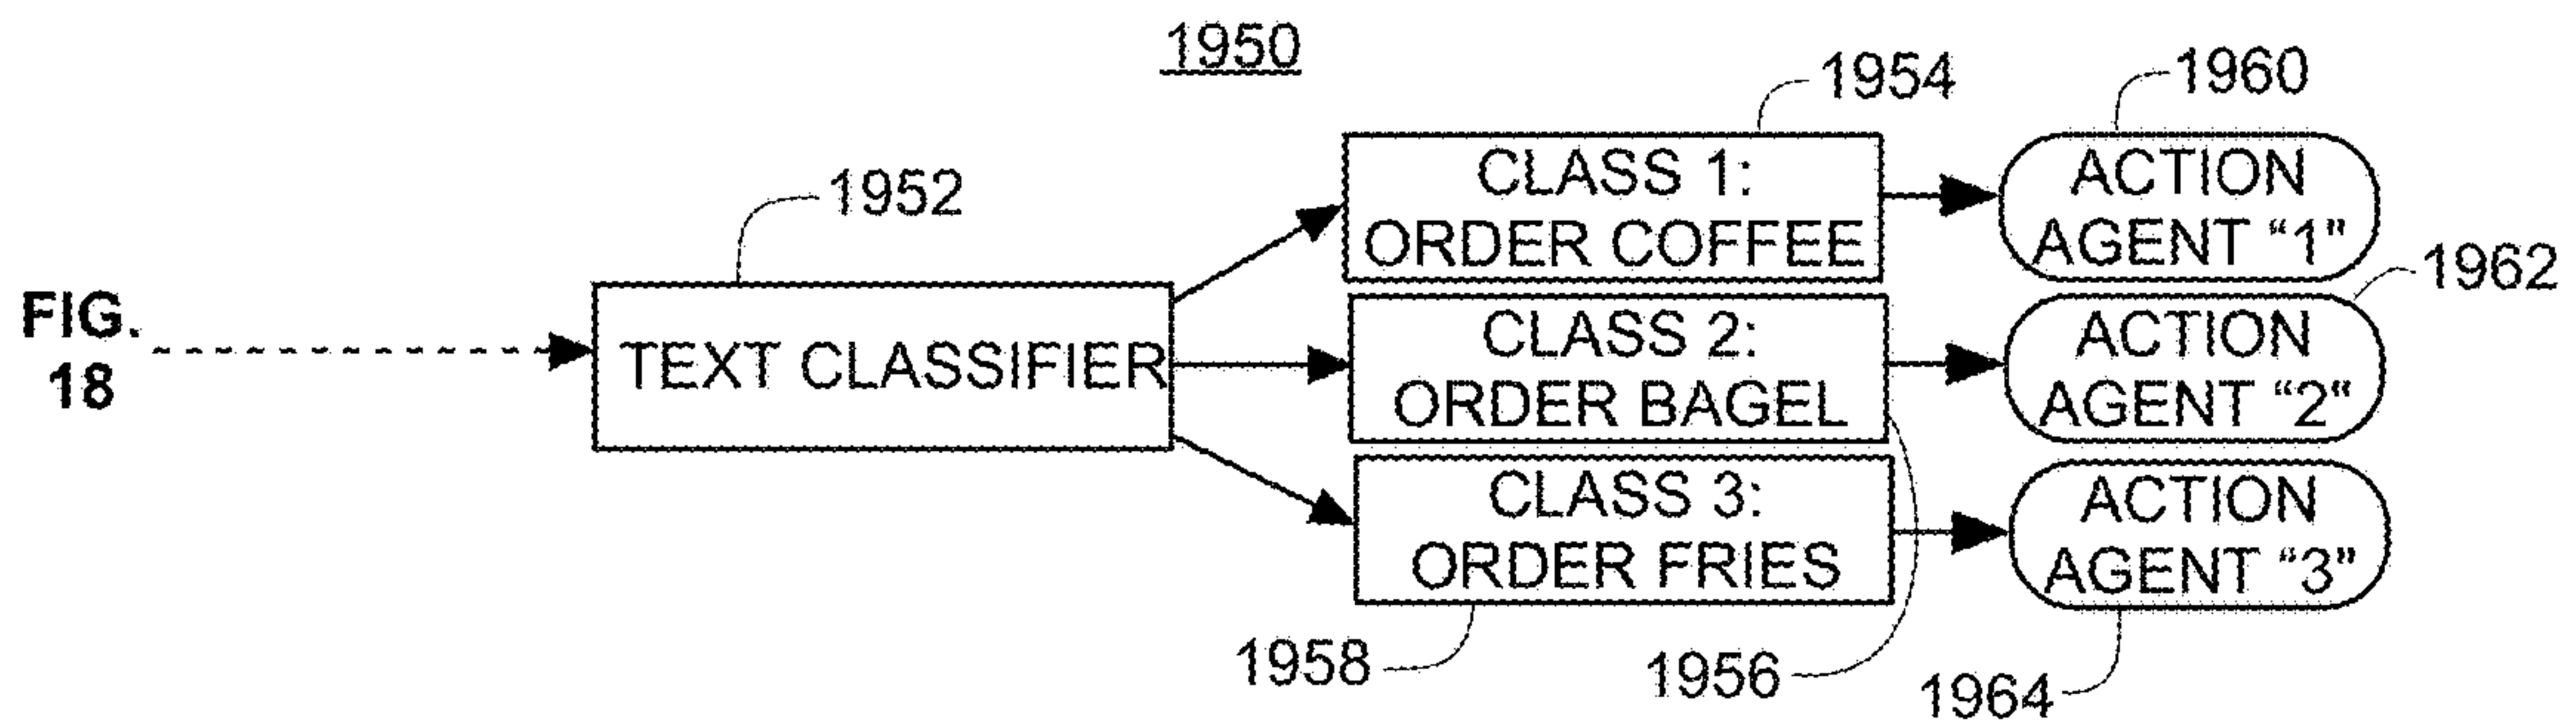 1950
1954
1960
CLASS 1:
ORDER COFFEE
ACTION
AGENT “1”
1952
1962
FIG.
18
TEXT CLASSIFIER
CLASS 2:
ORDER BAGEL
ACTION
AGENT “2”
CLASS 3:
ORDER FRIES
ACTION
AGENT “3”
1958
1956
1964